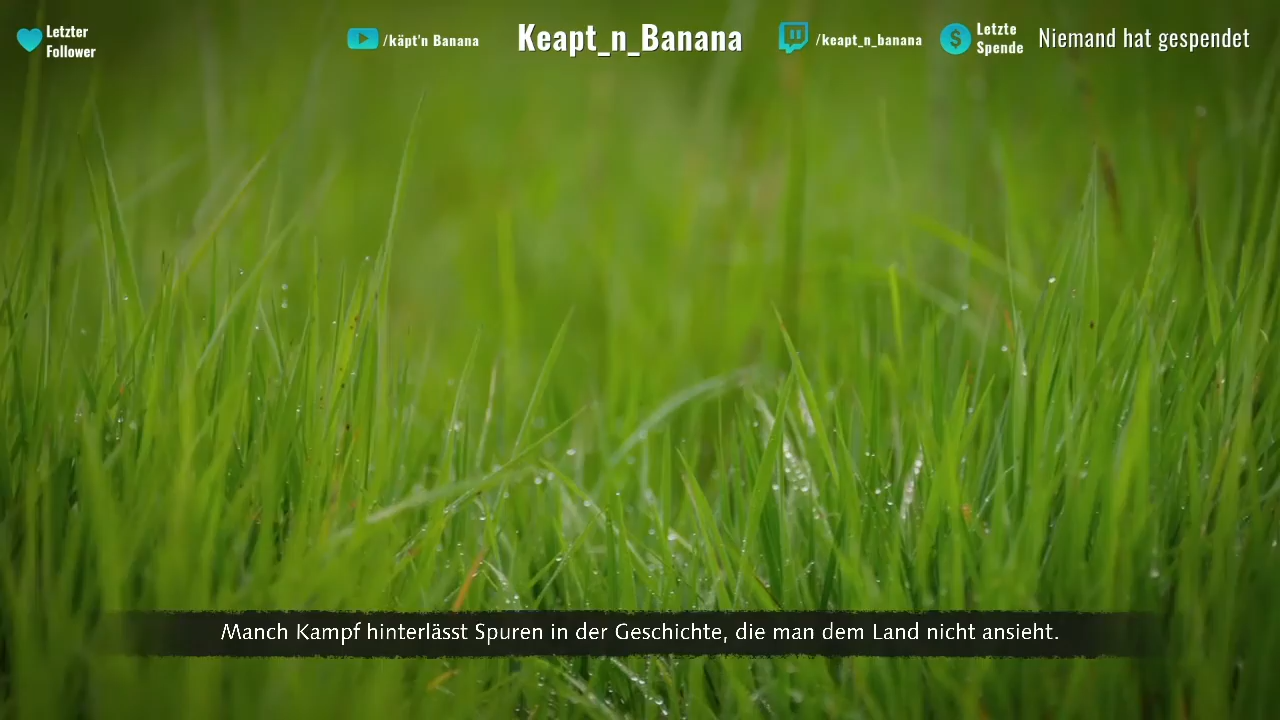 Letzter
Follower
/käpt'n Banana
Keapt_n_Banana
/keapt_n_banana
Letzte
Spende
Niemand hat gespendet
Manch Kampf hinterlässt Spuren in der Geschichte, die man dem Land nicht ansieht.